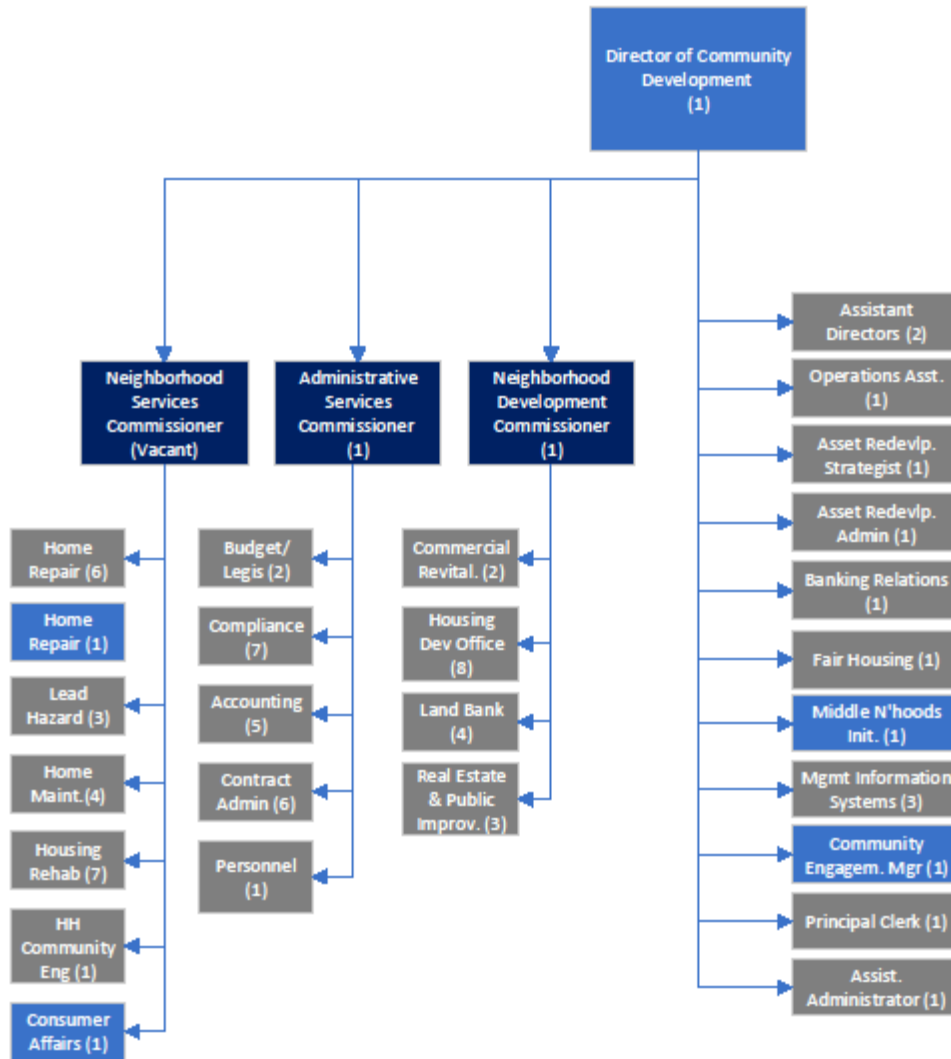 Director of Community
Development
(1)
Neighborhood
Services
Commissioner
(Vacant)
Administrative
Services
Commissioner
(1)
Neighborhood
Development
Commissioner
(1)
Home
Repair (6)
Home
Repair (1)
Lead
Hazard (3)
Home
Maint.(4)
Housing
Rehab (7)
HH
Community
Eng (1)
Consumer
Affairs (1)
Budget/
Legis (2)
Compliance
(7)
Accounting
(5)
Contract
Admin (6)
Personnel
(1)
Commercial
Revital. (2)
Housing
Dev Office
(8)
Land Bank
(4)
Real Estate
& Public
Improv. (3)
Assistant
Directors (2)
Operations Asst.
(1)
Asset Redevlp.
Strategist (1)
Asset Redevlp.
Admin (1)
Banking Relations
(1)
Fair Housing (1)
Middle N'hoods
Init. (1)
Mgmt Information
Systems (3)
Community
Engagem. Mgr (1)
Principal Clerk (1)
Assist.
Administrator (1)